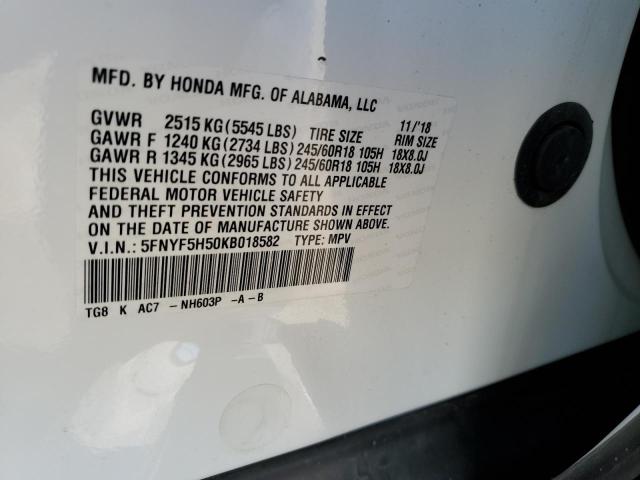 MFD. BY HONDA MFG. OF ALABAMA, LLC
GVWR 2515 KG(5545 LBS) TIRE SIZE 11/'18 RIM SIZE
GAWR F 1240 KG(2734 LBS)245/60R18 105H 18X8.0J
GAWR R 1345 KG(2965 LBS)245/60R18 105H 18X8.0J
THIS VEHICLE CONFORMS TO ALL APPLICABLE
FEDERAL MOTOR VEHICLE SAFETY
AND THEFT PREVENTION STANDARDS IN EFFECT
ON THE DATE OF MANUFACTURE SHOWN ABOVE.
V.I.N.: 5FNYF5H50KB018582 TYPE: MPV
TG8 K AC7 - NH603P -A-B